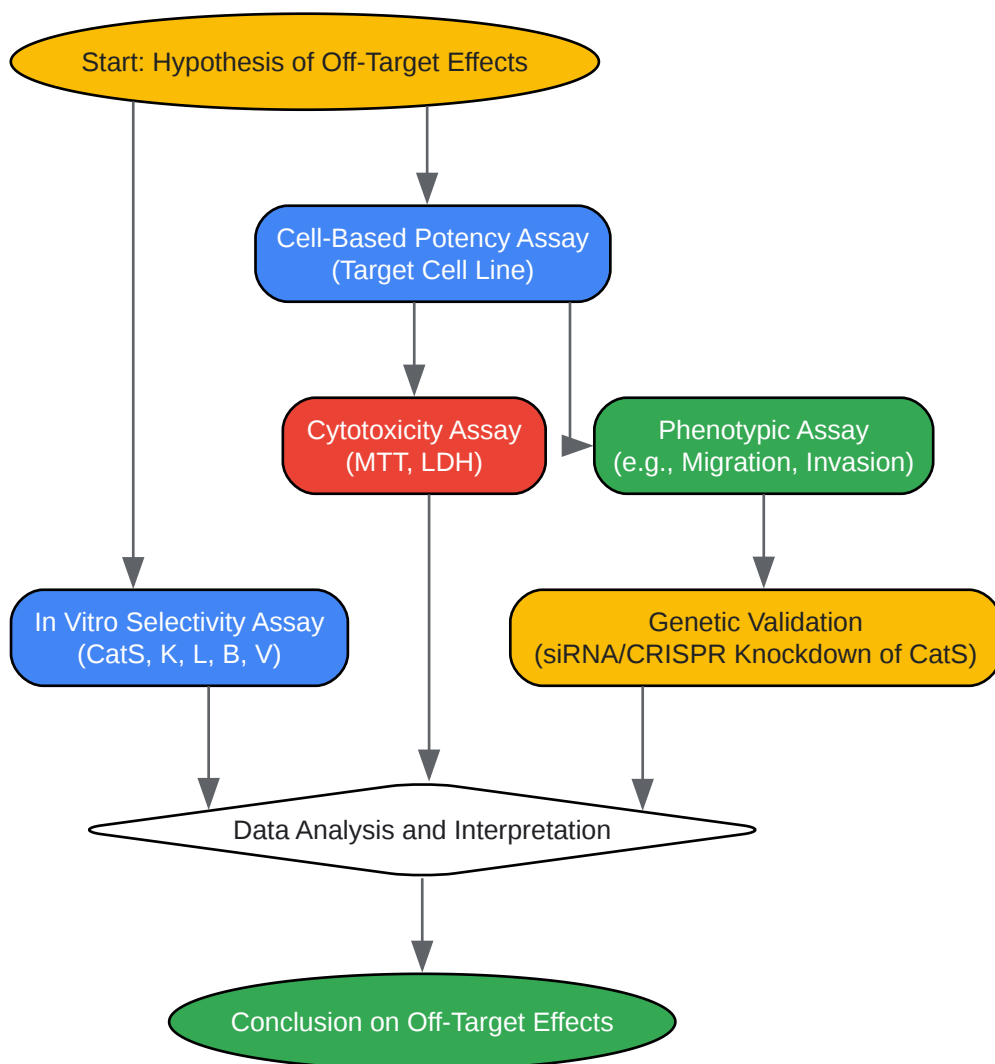 Start: Hypothesis of Off-Target Effects
Cell-Based Potency Assay
(Target Cell Line)
Cytotoxicity Assay
(MTT, LDH)
Phenotypic Assay
(e.g., Migration, Invasion)
In Vitro Selectivity Assay
(CatS, K, L, B, V)
Genetic Validation
(siRNA/CRISPR Knockdown of CatS)
Data Analysis and Interpretation
Conclusion on Off-Target Effects